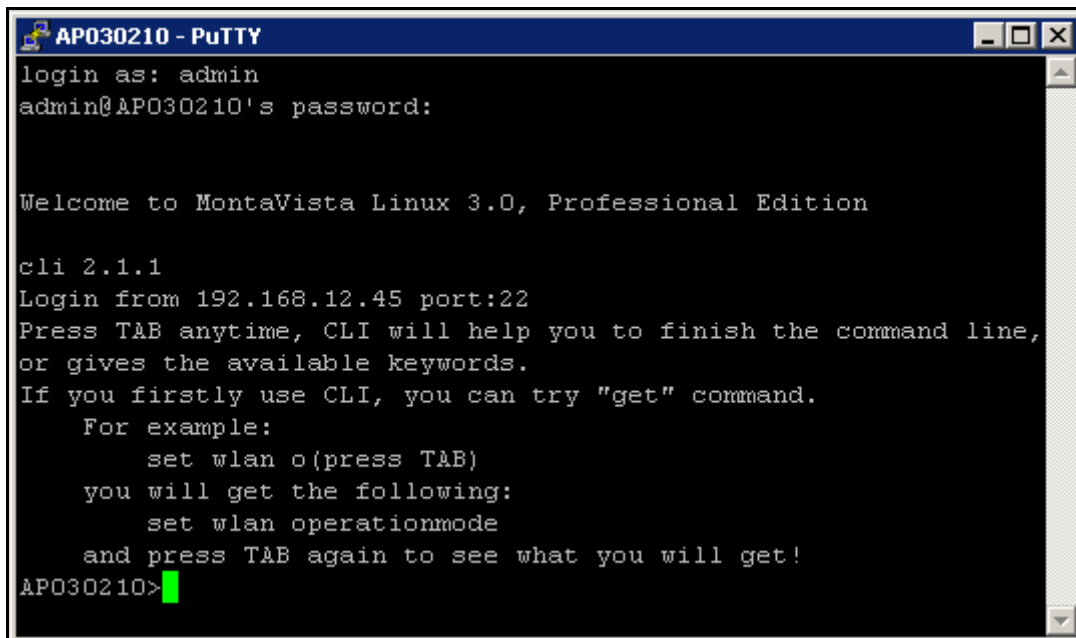 AP030210 - PuTTY
login as: admin
admin@AP030210's password:
Welcome to MontaVista Linux 3.0, Professional Edition
cli 2.1.1
Login from 192.168.12.45 port:22
Press TAB anytime, CLI will help you to finish the command line,
or gives the available keywords.
If you firstly use CLI, you can try "get" command.
For example:
set wlan o(press TAB)
you will get the following:
set wlan operationmode
and press TAB again to see what you will get!
AP030210>